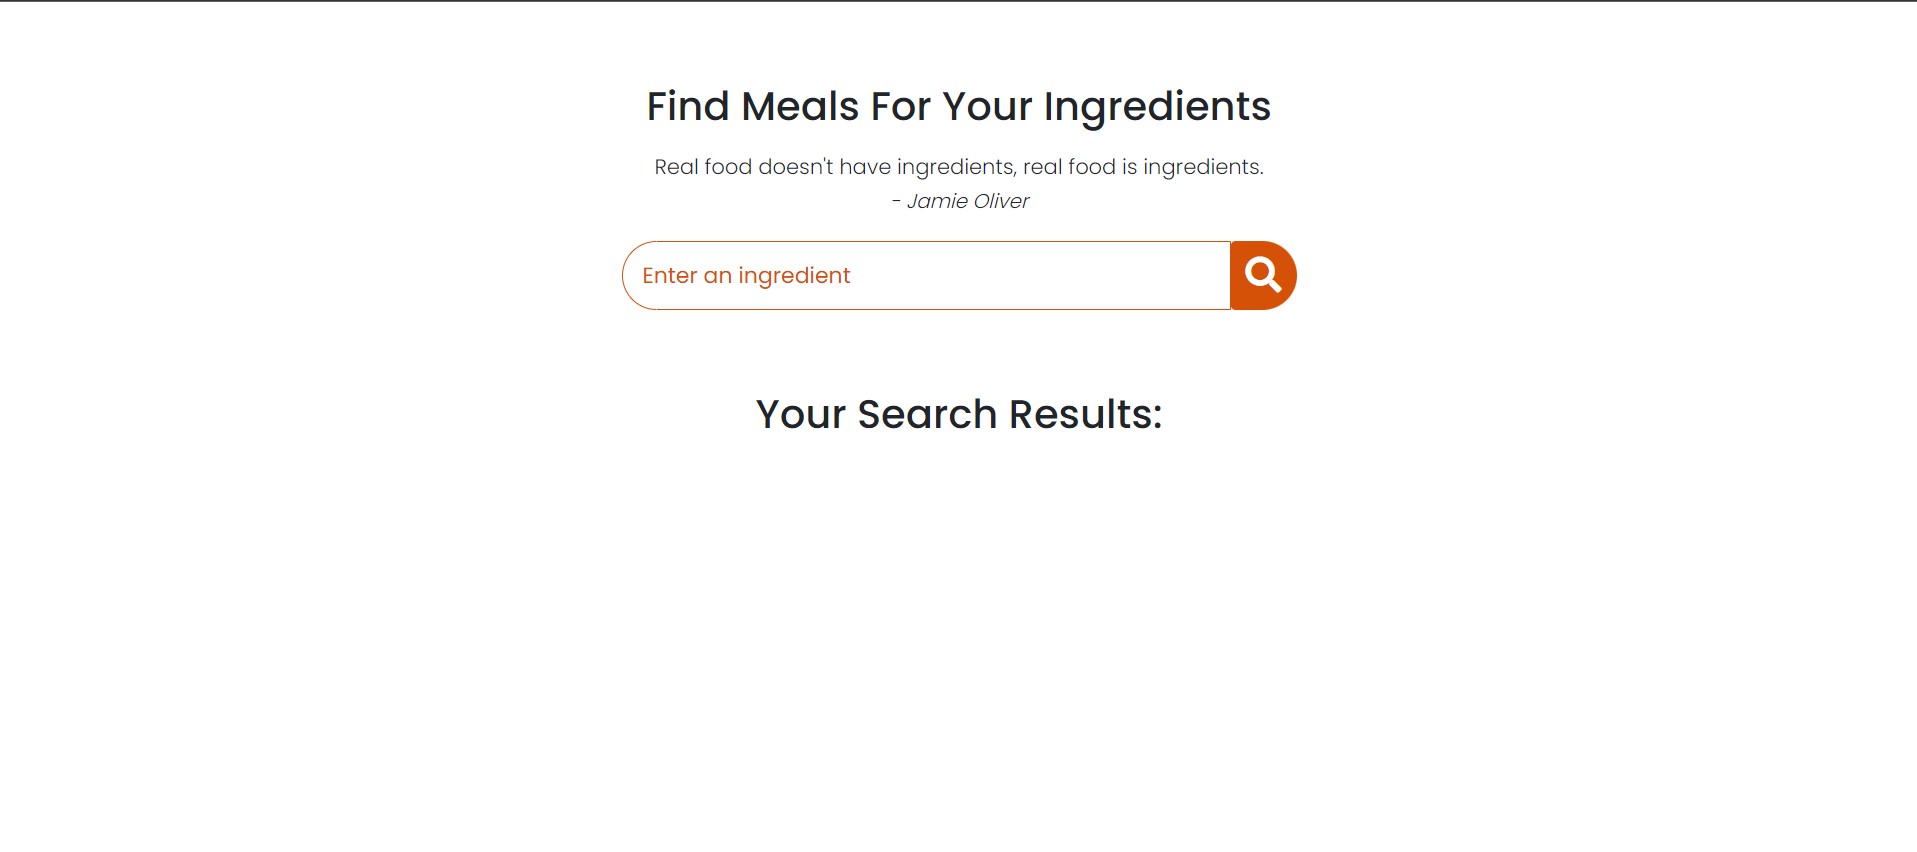 Find Meals For Your Ingredients
Real food doesn't have ingredients, real food is ingredients.
- Jamie Oliver
Enter an ingredient
Your Search Results: